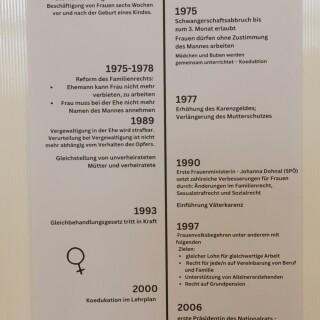 Beschäftigung von Frauen sechs Wochen
vor und nach der Geburt eines Kindes.
1975
Schwangerschaftsabbruch bis
zum 3. Monat erlaubt
Frauen dürfen ohne Zustimmung
des Mannes arbeiten
Mädchen und Buben werden
gemeinsam unterrichtet - Koedukation
1975-1978
Reform des Familienrechts:
• Ehemann kann Frau nicht mehr
verbieten, zu arbeiten
• Frau muss bei der Ehe nicht mehr
Namen des Mannes annehmen
1977
Erhöhung des Karenzgeldes;
Verlängerung des Mutterschutzes
1989
Vergewaltigung in der Ehe wird strafbar.
Verurteilung bei Vergewaltigung ist nicht
mehr abhängig vom Verhalten des Opfers.
Gleichstellung von unverheirateten
Mütter und verheirateten
1990
Erste Frauenministerin - Johanna Dohnal (SPÖ)
setzt zahlreiche Verbesserungen für Frauen
durch: Änderungen im Familienrecht,
Sexualstrafrecht und Sozialrecht
Einführung Väterkarenz
1993
Gleichbehandlungsgesetz tritt in Kraft
1997
Frauenvolksbegehren unter anderem mit
folgenden
Zielen:
• gleicher Lohn für gleichwertige Arbeit
• Recht für jede/n auf Vereinbarung von Beruf
und Familie
• Unterstützung von Alleinerziehenden
• Recht auf Grundpension
2000
Koedukation im Lehrplan
2006
erste Präsidentin des Nationalrats -